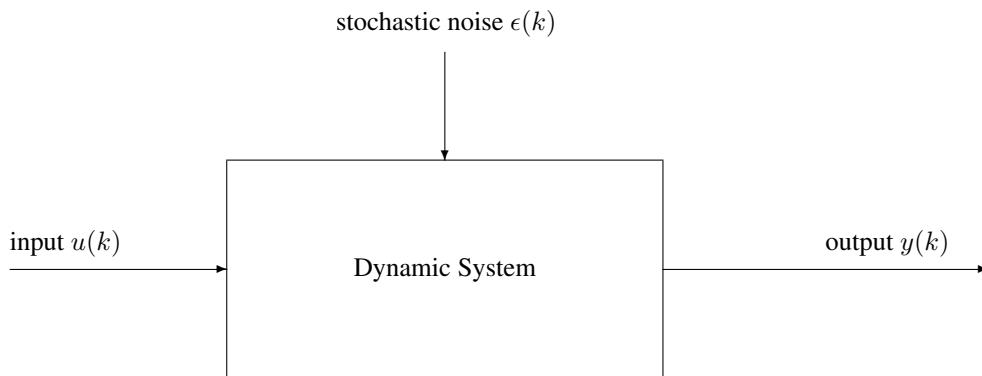 stochastic noise ϵ(k)
input u(k)
output y(k)
Dynamic System